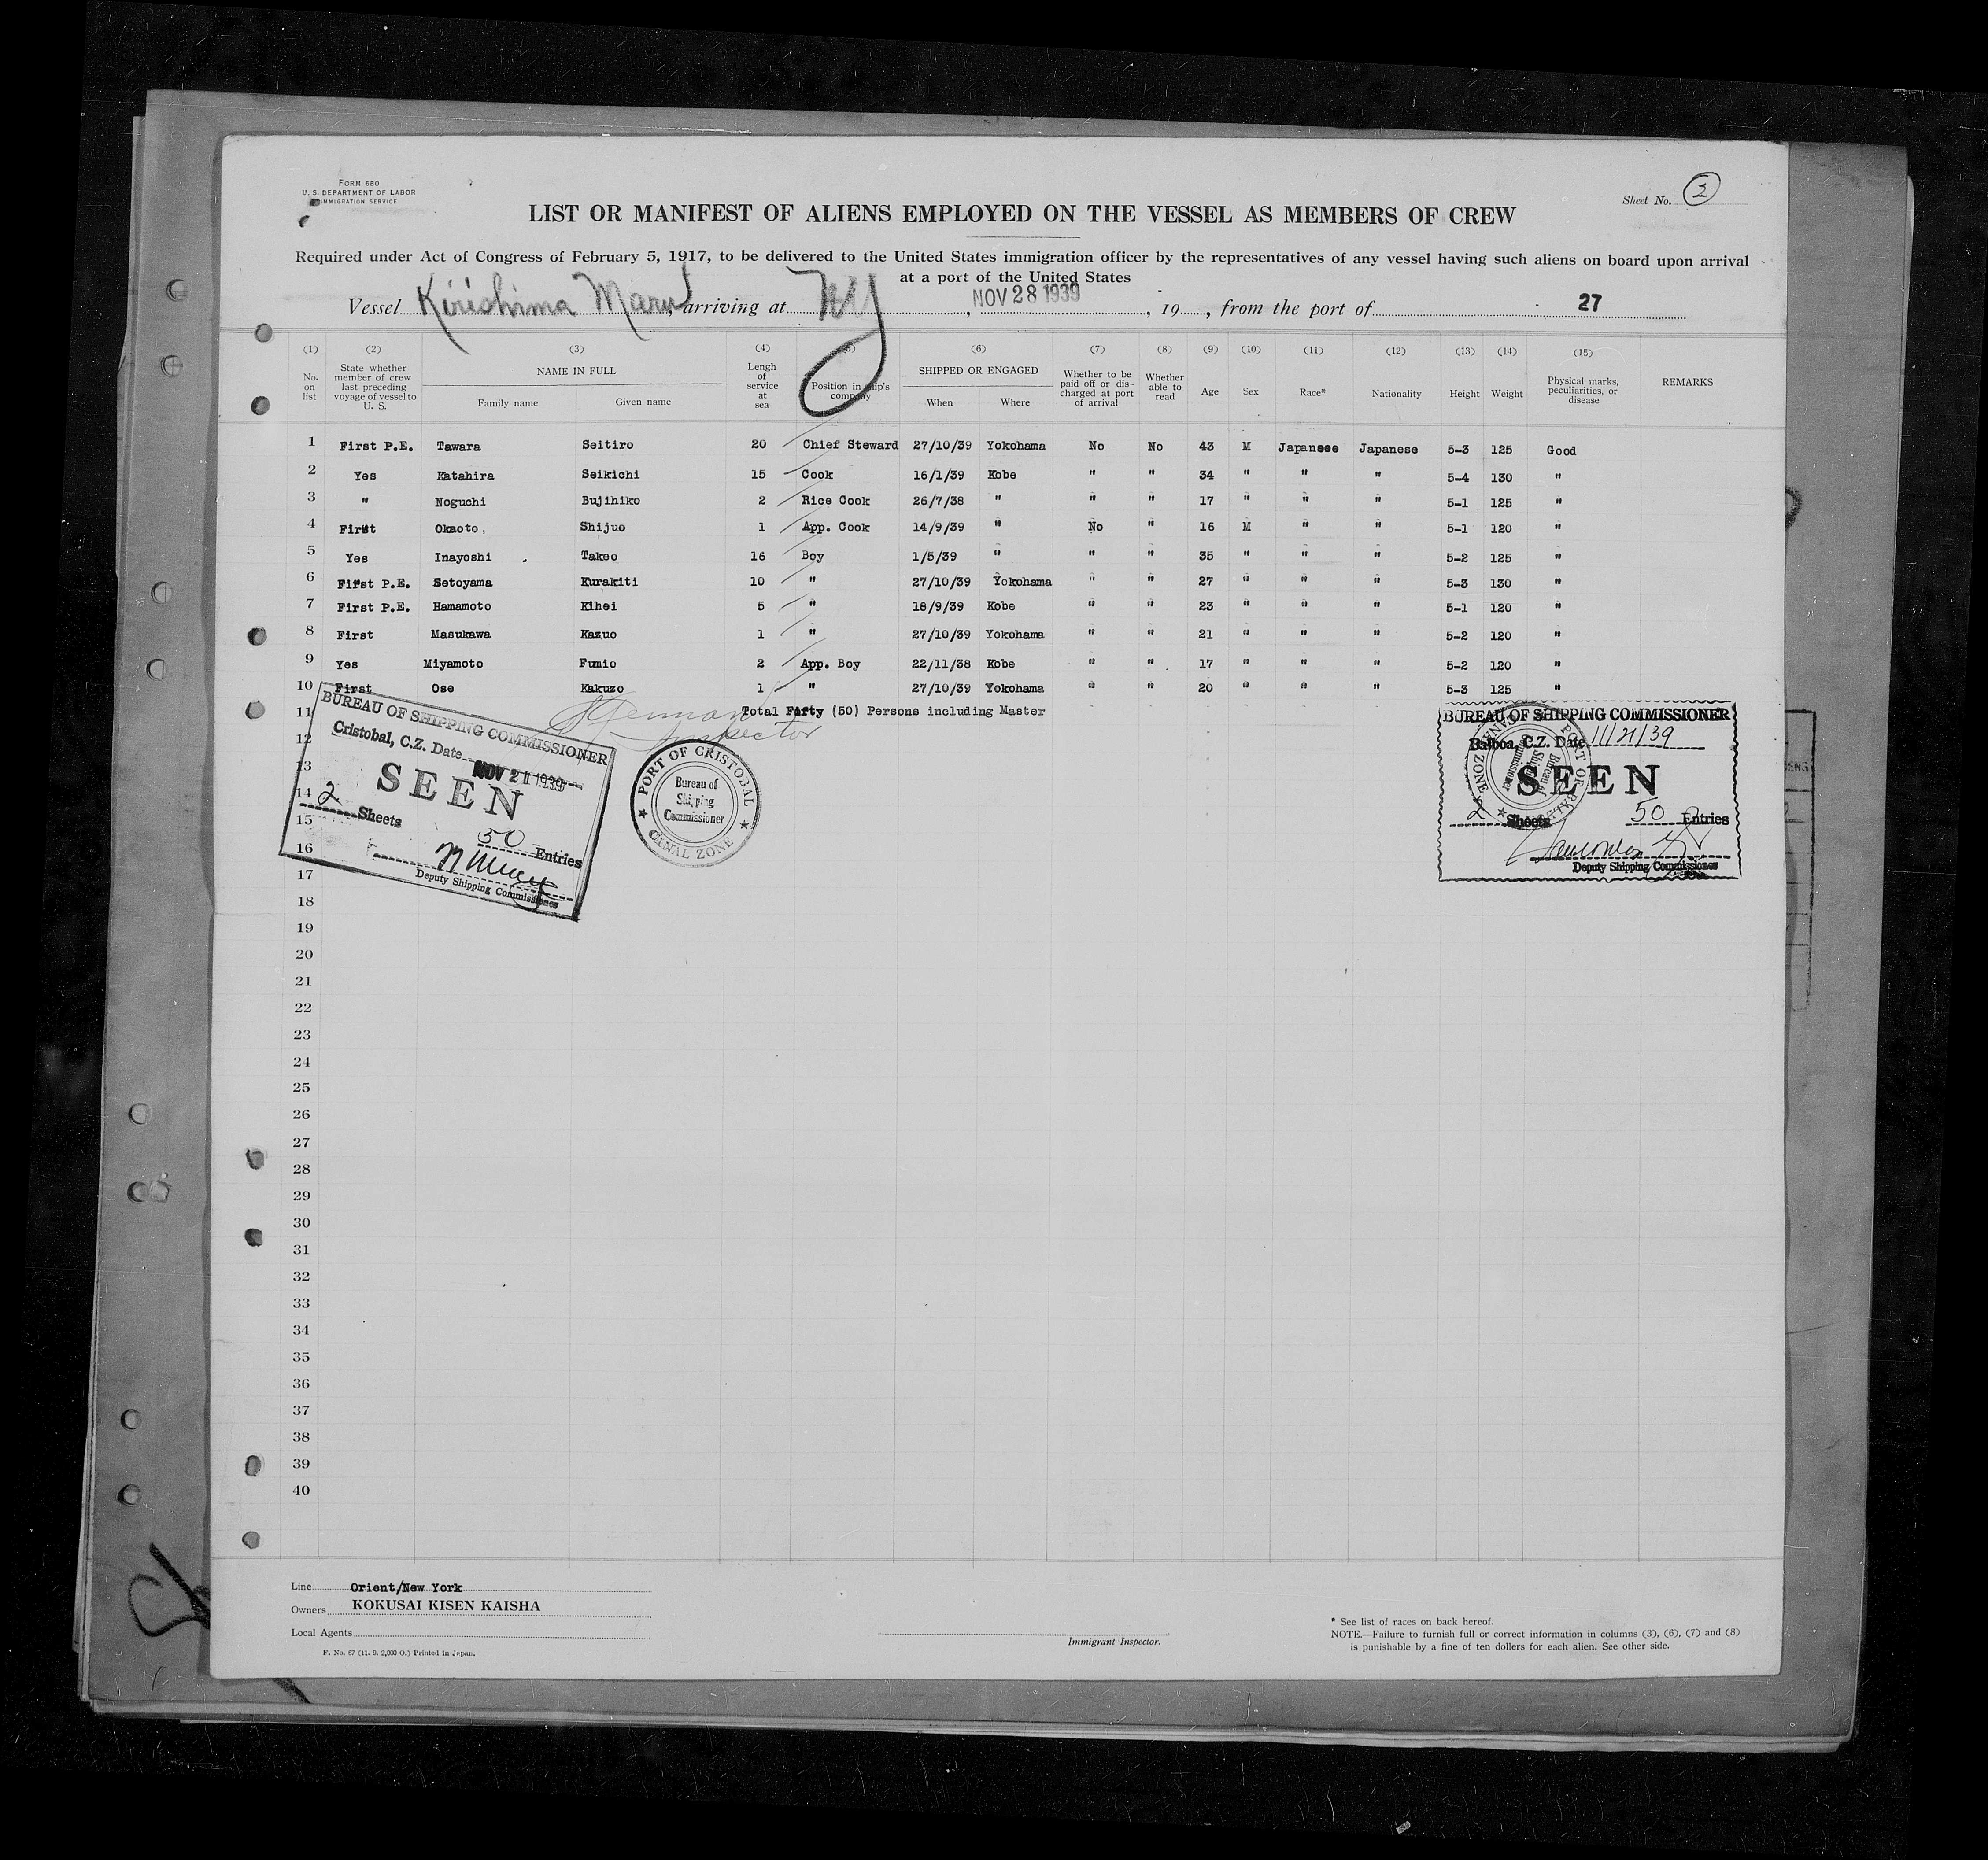 FORM 680
U. S. DEPARTMENT OF LABOR
IMMIGRATION SERVICE
Sheet No. 2
LIST OR MANIFEST OF ALIENS EMPLOYED ON THE VESSEL AS MEMBERS OF CREW
Required under Act of Congress of February 5, 1917, to be delivered to the United States immigration officer by the representatives of any vessel having such aliens on board upon arrival
at a port of the United States
Vessel Kirishima Maru arriving at NY, NOV 28 1939, 19, from the port of 27
(1) (2) (3) (4) (5) (6) (7) (8) (9) (10) (11) (12) (13) (14) (15)
No. on list State whether member of crew last preceding voyage of vessel to U. S. NAME IN FULL Family name Given name Lengh of service at sea Position in ship's company SHIPPED OR ENGAGED When Where Whether to be paid off or discharged at port of arrival Whether able to read Age Sex Race* Nationality Height Weight Physical marks, peculiarities, or disease REMARKS
1 First P.E. Tawara Seitiro 20 Chief Steward 27/10/39 Yokohama No No 43 M Japanese Japanese 5-3 125 Good
2 Yes Katahira Seikichi 15 Cook 16/1/39 Kobe " " 34 " " " 5-4 130 "
3 " Noguchi Bujihiko 2 Rice Cook 26/7/38 " " " 17 " " " 5-1 125 "
4 First Okaoto Shijuo 1 App. Cook 14/9/39 " No " 16 M " " 5-1 120 "
5 Yes Inayoshi Takeo 16 Boy 1/5/39 " " " 35 " " " 5-2 125 "
6 First P.E. Setoyama Kurakiti 10 " 27/10/39 Yokohama " " 27 " " " 5-3 130 "
7 First P.E. Hamamoto Kihei 5 " 18/9/39 Kobe " " 23 " " " 5-1 120 "
8 First Masukawa Kazuo 1 " 27/10/39 Yokohama " " 21 " " " 5-2 120 "
9 Yes Miyamoto Fumio 2 App. Boy 22/11/38 Kobe " " 17 " " " 5-2 120 "
10 First Ose Kakuzo 1 " 27/10/39 Yokohama " " 20 " " " 5-3 125 "
11 Total Fifty (50) Persons including Master
Inspector
12
13
14
15
16
17
18
19
20
21
22
23
24
25
26
27
28
29
30
31
32
33
34
35
36
37
38
39
40
BUREAU OF SHIPPING COMMISSIONER
Cristobal, C.Z. Date NOV 21 1939
SEEN
2 Sheets
50 Entries
Deputy Shipping Commissioner
PORT OF CRISTOBAL
Bureau of
Shipping
Commissioner
CANAL ZONE
BUREAU OF SHIPPING COMMISSIONER
Balboa, C.Z. Date 11/21/39
SEEN
2 Sheets 50 Entries
Deputy Shipping Commissioner
Line Orient/New York
Owners KOKUSAI KISEN KAISHA
Local Agents
F. No. 67 (11. 9. 2,000 O.) Printed in Japan.
Immigrant Inspector.
* See list of races on back hereof.
NOTE.—Failure to furnish full or correct information in columns (3), (6), (7) and (8)
is punishable by a fine of ten dollars for each alien. See other side.